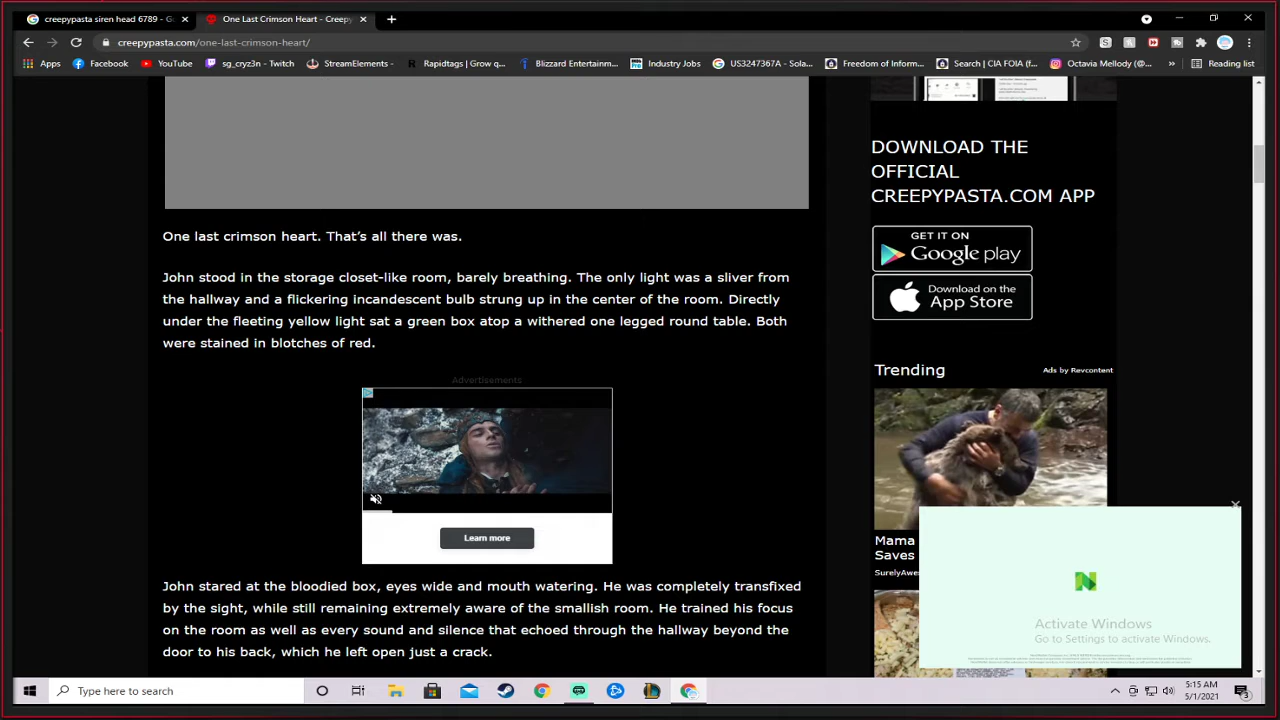 creepypasta siren head 6789 - G
One Last Crimson Heart - Creepy
creepypasta.com/one-last-crimson-heart/
Apps
Facebook
YouTube
sg_cryz3n - Twitch
StreamElements -
Rapidtags | Grow q...
Blizzard Entertainm...
Industry Jobs
US3247367A - Sola...
Freedom of Inform...
Search | CIA FOIA (f...
Octavia Mellody (@...
»
Reading list
DOWNLOAD THE
OFFICIAL
CREEPYPASTA.COM APP
GET IT ON
Google play
Download on the
App Store
One last crimson heart. That's all there was.
John stood in the storage closet-like room, barely breathing. The only light was a sliver from
the hallway and a flickering incandescent bulb strung up in the center of the room. Directly
under the fleeting yellow light sat a green box atop a withered one legged round table. Both
were stained in blotches of red.
Advertisements
Learn more
John stared at the bloodied box, eyes wide and mouth watering. He was completely transfixed
by the sight, while still remaining extremely aware of the smallish room. He trained his focus
on the room as well as every sound and silence that echoed through the hallway beyond the
door to his back, which he left open just a crack.
Trending
Ads by Revcontent
Mama
Saves
SurelyAwes
N
Activate Windows
Go to Settings to activate Windows.
Type here to search
5:15 AM
5/1/2021
3